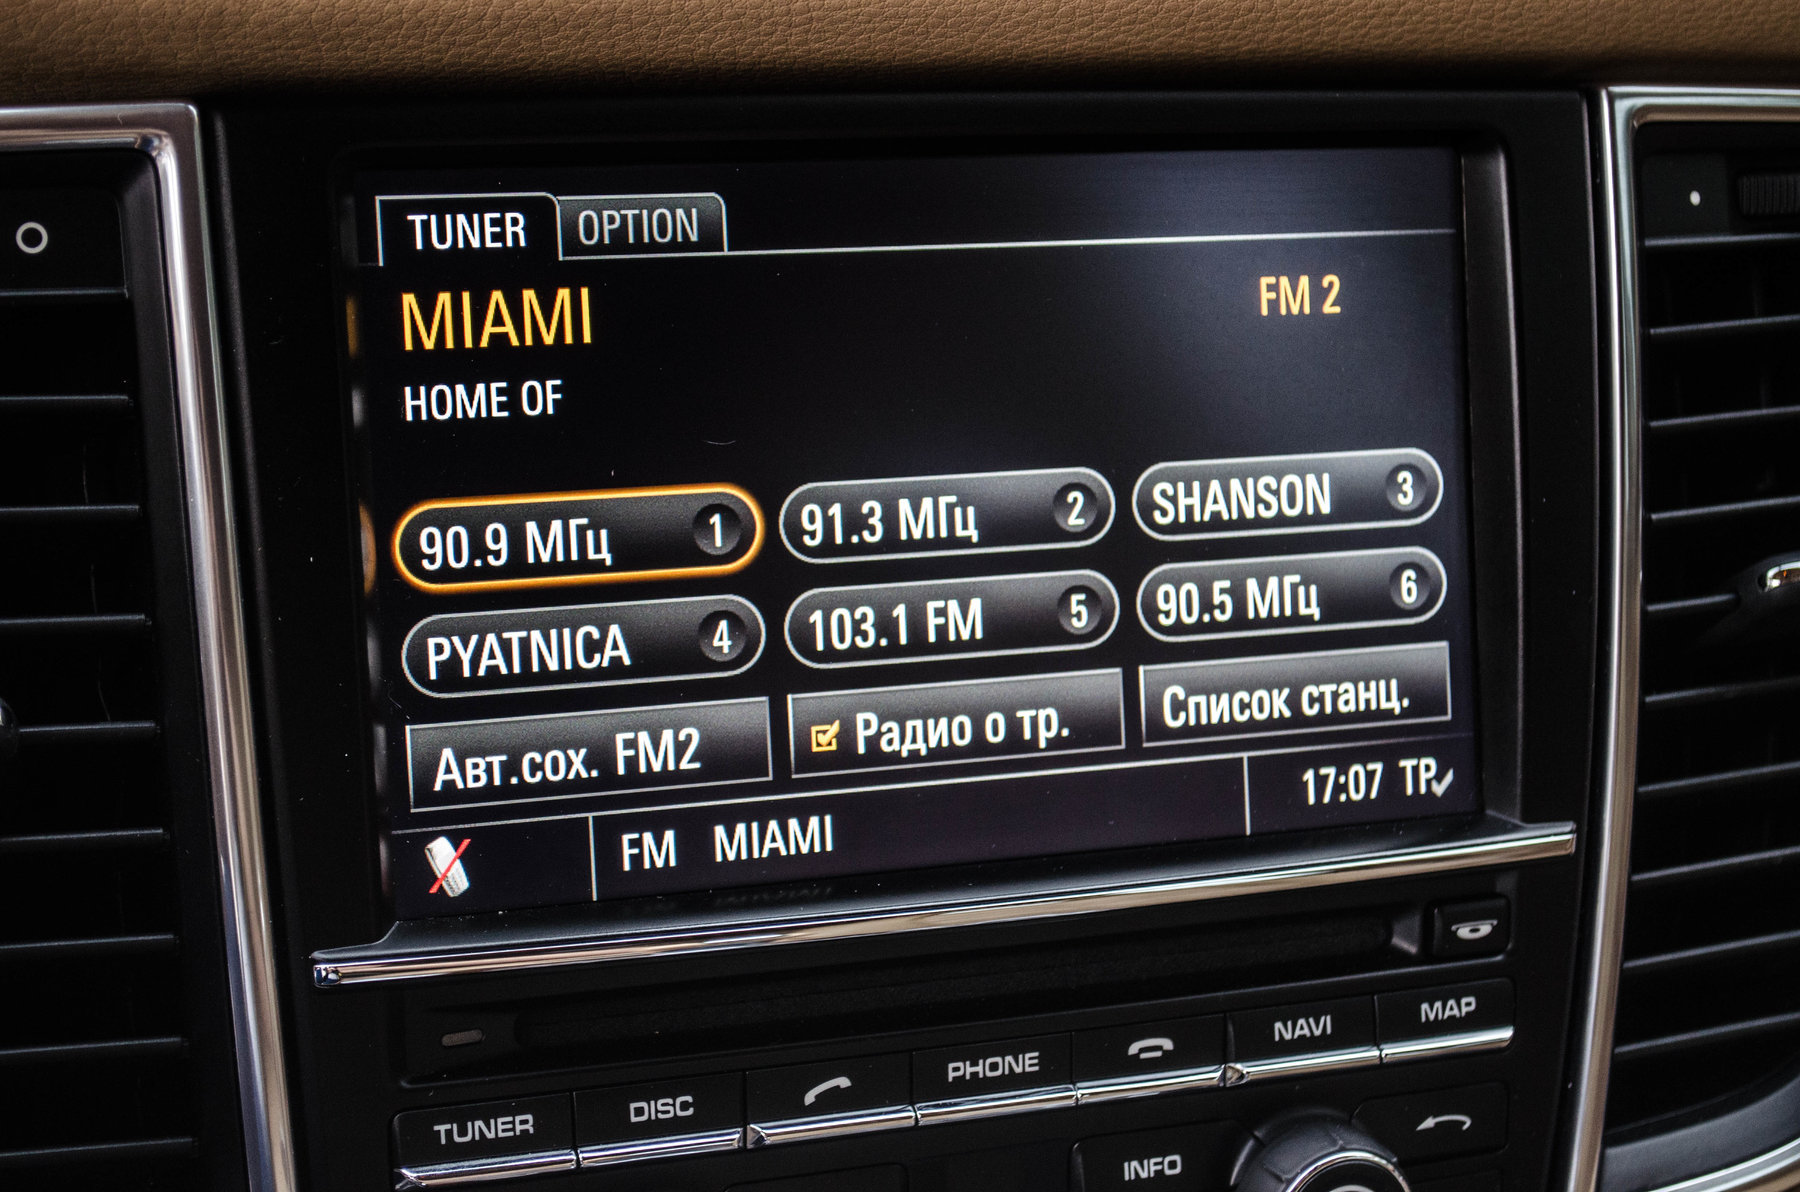 TUNER OPTION
MIAMI FM 2
HOME OF
90.9 МГц 1 91.3 МГц 2 SHANSON 3
PYATNICA 4 103.1 FM 5 90.5 МГц 6
Авт.сох. FM2 Радио о тр. Список станц.
FM MIAMI 17:07 TP
TUNER DISC PHONE NAVI MAP
INFO